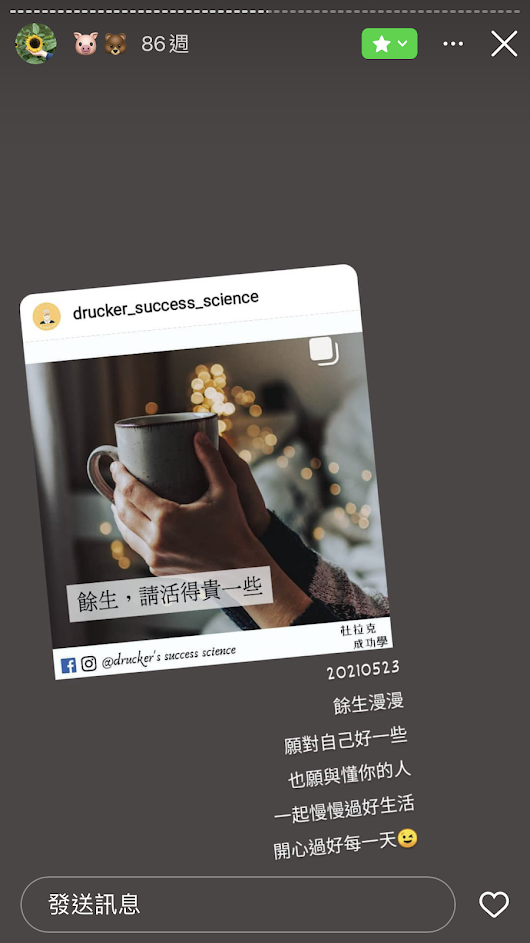 🐷🐻 86週
drucker_success_science
餘生，請活得貴一些
杜拉克
成功學
@drucker's success science
20210523
餘生漫漫
願對自己好一些
也願與懂你的人
一起慢慢過好生活
開心過好每一天😉
發送訊息